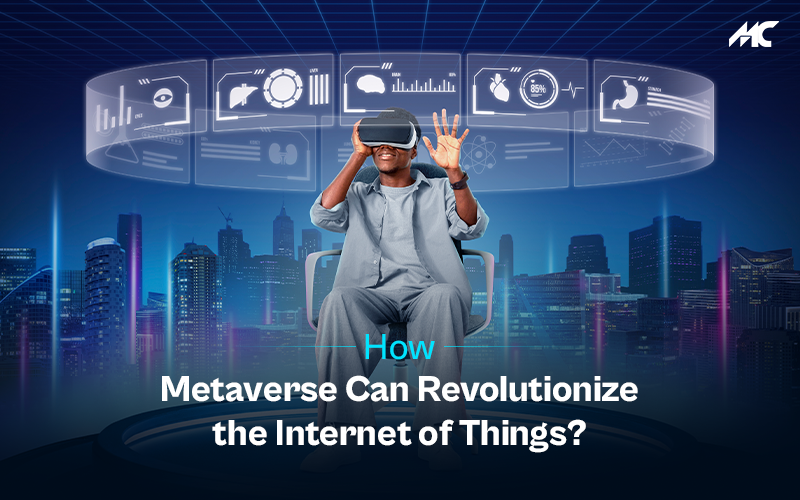 MC
85%
How
Metaverse Can Revolutionize
the Internet of Things?